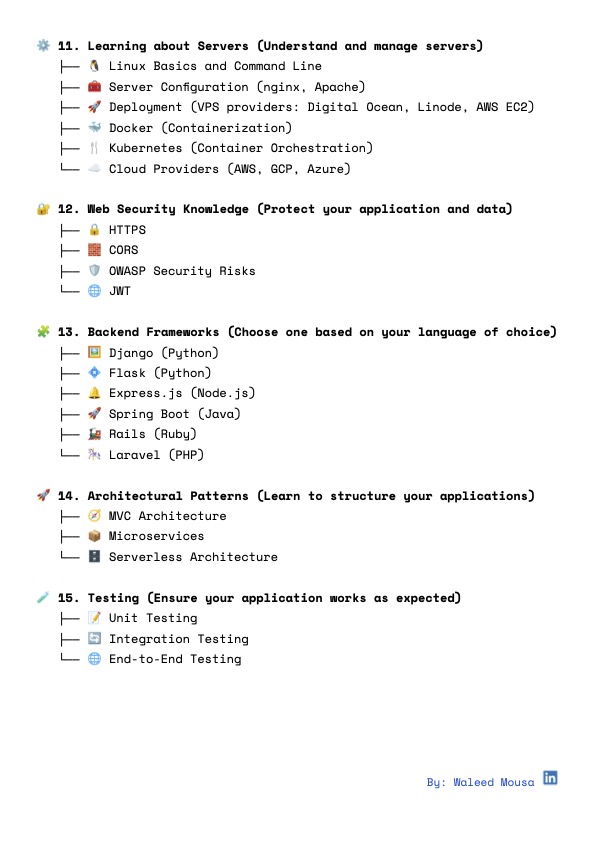 ⚙️ 11. Learning about Servers (Understand and manage servers)
├── 🐧 Linux Basics and Command Line
├── 🧰 Server Configuration (nginx, Apache)
├── 🚀 Deployment (VPS providers: Digital Ocean, Linode, AWS EC2)
├── 🐳 Docker (Containerization)
├── 🍴 Kubernetes (Container Orchestration)
└── ☁️ Cloud Providers (AWS, GCP, Azure)
🔐 12. Web Security Knowledge (Protect your application and data)
├── 🔒 HTTPS
├── 🧱 CORS
├── 🛡️ OWASP Security Risks
└── 🌐 JWT
🧩 13. Backend Frameworks (Choose one based on your language of choice)
├── 🖼️ Django (Python)
├── 💠 Flask (Python)
├── 🔔 Express.js (Node.js)
├── 🚀 Spring Boot (Java)
├── 🚂 Rails (Ruby)
└── 🎠 Laravel (PHP)
🚀 14. Architectural Patterns (Learn to structure your applications)
├── 🧭 MVC Architecture
├── 📦 Microservices
└── 🗄️ Serverless Architecture
🧪 15. Testing (Ensure your application works as expected)
├── 📝 Unit Testing
├── 🔄 Integration Testing
└── 🌐 End-to-End Testing
By: Waleed Mousa in